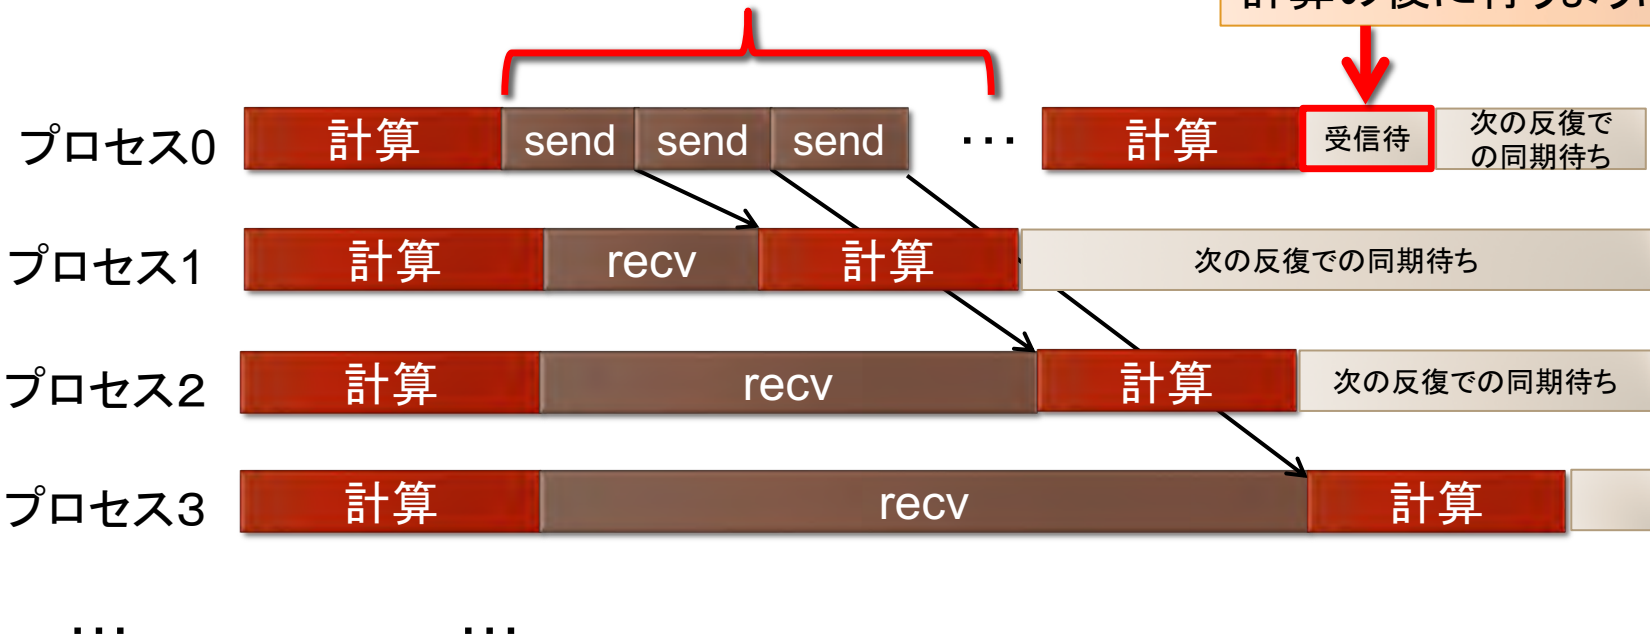 プロセス0
計算
send
send
send
…
計算
受信待
次の反復で
の同期待ち
プロセス1
計算
recv
計算
次の反復での同期待ち
プロセス2
計算
recv
計算
次の反復での同期待ち
プロセス3
計算
recv
計算
…
…